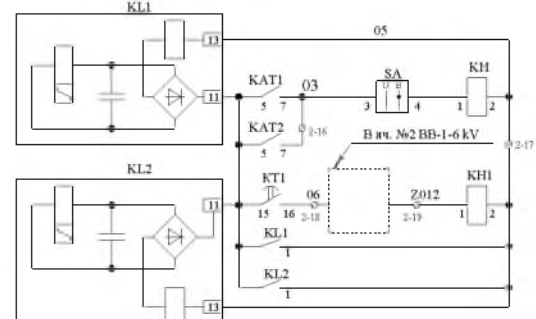 KL1
13
05
11
KAT1
03
SA
KH
5 7
3
4
1 2
KAT2
2-16
5 7
В яч. №2 ВВ-1-6 kV
2-17
KL2
KT1
KH1
11
06
Z012
15 16
2-18
2-19
1 2
KL1
1
KL2
1
13